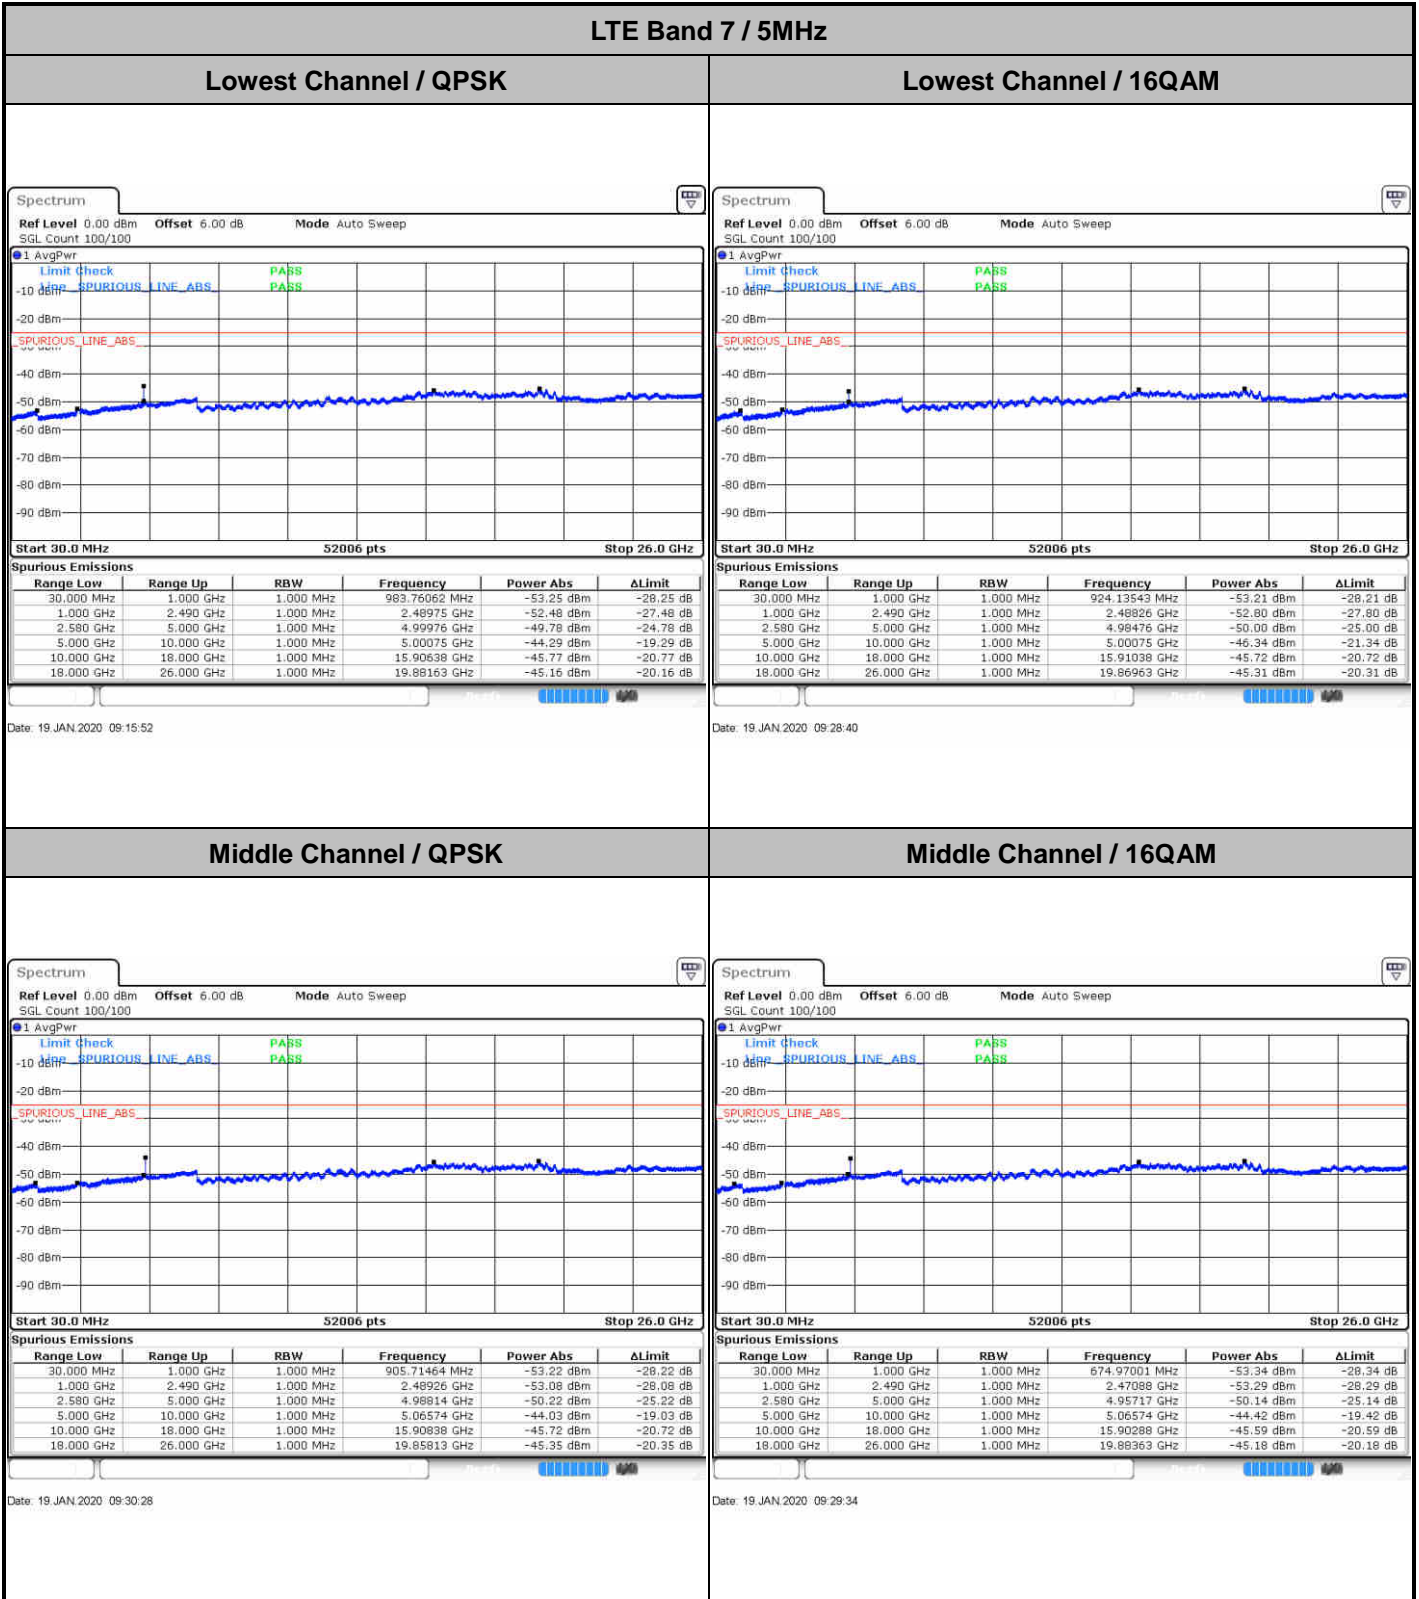 LTE Band 7 / 5MHz
Lowest Channel / QPSK
Lowest Channel / 16QAM
Spectrum
Ref Level 0.00 dBm Offset 6.00 dB Mode Auto Sweep
SGL Count 100/100
1 AvgPwr
Limit Check PASS
Line _SPURIOUS_LINE_ABS_ PASS
-10 dBm
-20 dBm
_SPURIOUS_LINE_ABS_
-30 dBm
-40 dBm
-50 dBm
-60 dBm
-70 dBm
-80 dBm
-90 dBm
Start 30.0 MHz 52006 pts Stop 26.0 GHz
Spurious Emissions
Range Low Range Up RBW Frequency Power Abs ΔLimit
30.000 MHz 1.000 GHz 1.000 MHz 983.76062 MHz -53.25 dBm -28.25 dB
1.000 GHz 2.490 GHz 1.000 MHz 2.48975 GHz -52.48 dBm -27.48 dB
2.580 GHz 5.000 GHz 1.000 MHz 4.99976 GHz -49.78 dBm -24.78 dB
5.000 GHz 10.000 GHz 1.000 MHz 5.00075 GHz -44.29 dBm -19.29 dB
10.000 GHz 18.000 GHz 1.000 MHz 15.90638 GHz -45.77 dBm -20.77 dB
18.000 GHz 26.000 GHz 1.000 MHz 19.88163 GHz -45.16 dBm -20.16 dB
Date: 19.JAN.2020 09:15:52
Spectrum
Ref Level 0.00 dBm Offset 6.00 dB Mode Auto Sweep
SGL Count 100/100
1 AvgPwr
Limit Check PASS
Line _SPURIOUS_LINE_ABS_ PASS
-10 dBm
-20 dBm
_SPURIOUS_LINE_ABS_
-30 dBm
-40 dBm
-50 dBm
-60 dBm
-70 dBm
-80 dBm
-90 dBm
Start 30.0 MHz 52006 pts Stop 26.0 GHz
Spurious Emissions
Range Low Range Up RBW Frequency Power Abs ΔLimit
30.000 MHz 1.000 GHz 1.000 MHz 924.13543 MHz -53.21 dBm -28.21 dB
1.000 GHz 2.490 GHz 1.000 MHz 2.48826 GHz -52.80 dBm -27.80 dB
2.580 GHz 5.000 GHz 1.000 MHz 4.98476 GHz -50.00 dBm -25.00 dB
5.000 GHz 10.000 GHz 1.000 MHz 5.00075 GHz -46.34 dBm -21.34 dB
10.000 GHz 18.000 GHz 1.000 MHz 15.91038 GHz -45.72 dBm -20.72 dB
18.000 GHz 26.000 GHz 1.000 MHz 19.86963 GHz -45.31 dBm -20.31 dB
Date: 19.JAN.2020 09:28:40
Middle Channel / QPSK
Middle Channel / 16QAM
Spectrum
Ref Level 0.00 dBm Offset 6.00 dB Mode Auto Sweep
SGL Count 100/100
1 AvgPwr
Limit Check PASS
Line _SPURIOUS_LINE_ABS_ PASS
-10 dBm
-20 dBm
_SPURIOUS_LINE_ABS_
-30 dBm
-40 dBm
-50 dBm
-60 dBm
-70 dBm
-80 dBm
-90 dBm
Start 30.0 MHz 52006 pts Stop 26.0 GHz
Spurious Emissions
Range Low Range Up RBW Frequency Power Abs ΔLimit
30.000 MHz 1.000 GHz 1.000 MHz 905.71464 MHz -53.22 dBm -28.22 dB
1.000 GHz 2.490 GHz 1.000 MHz 2.48926 GHz -53.08 dBm -28.08 dB
2.580 GHz 5.000 GHz 1.000 MHz 4.98814 GHz -50.22 dBm -25.22 dB
5.000 GHz 10.000 GHz 1.000 MHz 5.06574 GHz -44.03 dBm -19.03 dB
10.000 GHz 18.000 GHz 1.000 MHz 15.90838 GHz -45.72 dBm -20.72 dB
18.000 GHz 26.000 GHz 1.000 MHz 19.85813 GHz -45.35 dBm -20.35 dB
Date: 19.JAN.2020 09:30:28
Spectrum
Ref Level 0.00 dBm Offset 6.00 dB Mode Auto Sweep
SGL Count 100/100
1 AvgPwr
Limit Check PASS
Line _SPURIOUS_LINE_ABS_ PASS
-10 dBm
-20 dBm
_SPURIOUS_LINE_ABS_
-30 dBm
-40 dBm
-50 dBm
-60 dBm
-70 dBm
-80 dBm
-90 dBm
Start 30.0 MHz 52006 pts Stop 26.0 GHz
Spurious Emissions
Range Low Range Up RBW Frequency Power Abs ΔLimit
30.000 MHz 1.000 GHz 1.000 MHz 674.97001 MHz -53.34 dBm -28.34 dB
1.000 GHz 2.490 GHz 1.000 MHz 2.47088 GHz -53.29 dBm -28.29 dB
2.580 GHz 5.000 GHz 1.000 MHz 4.95717 GHz -50.14 dBm -25.14 dB
5.000 GHz 10.000 GHz 1.000 MHz 5.06574 GHz -44.42 dBm -19.42 dB
10.000 GHz 18.000 GHz 1.000 MHz 15.90288 GHz -45.59 dBm -20.59 dB
18.000 GHz 26.000 GHz 1.000 MHz 19.88363 GHz -45.18 dBm -20.18 dB
Date: 19.JAN.2020 09:29:34